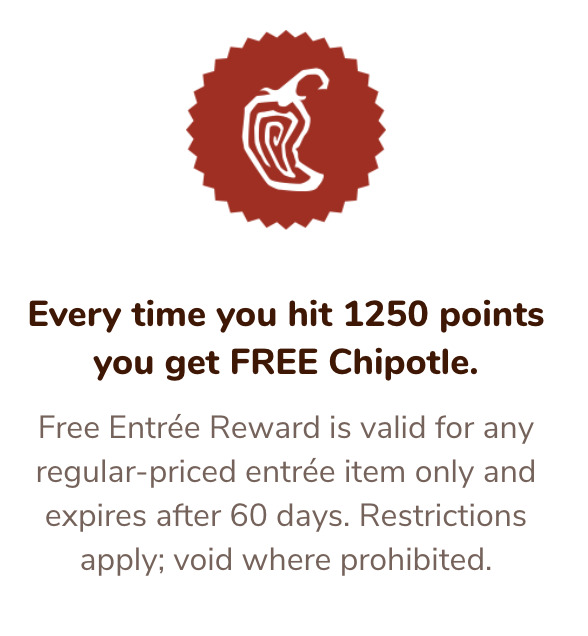 Every time you hit 1250 points
you get FREE Chipotle.
Free Entrée Reward is valid for any
regular-priced entrée item only and
expires after 60 days. Restrictions
apply; void where prohibited.